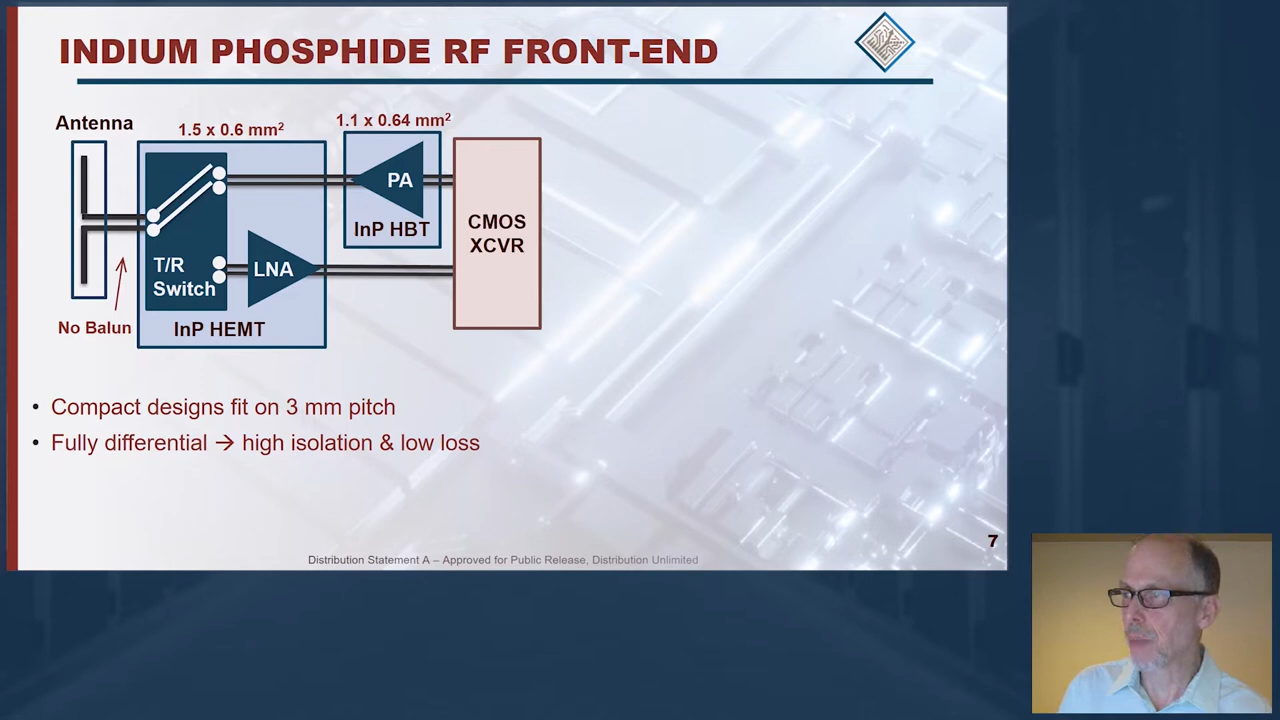 INDIUM PHOSPHIDE RF FRONT-END
Antenna
1.5 x 0.6 mm²
1.1 x 0.64 mm²
PA
InP HBT
CMOS
XCVR
T/R
Switch
LNA
No Balun
InP HEMT
• Compact designs fit on 3 mm pitch
• Fully differential → high isolation & low loss
7
Distribution Statement A – Approved for Public Release, Distribution Unlimited